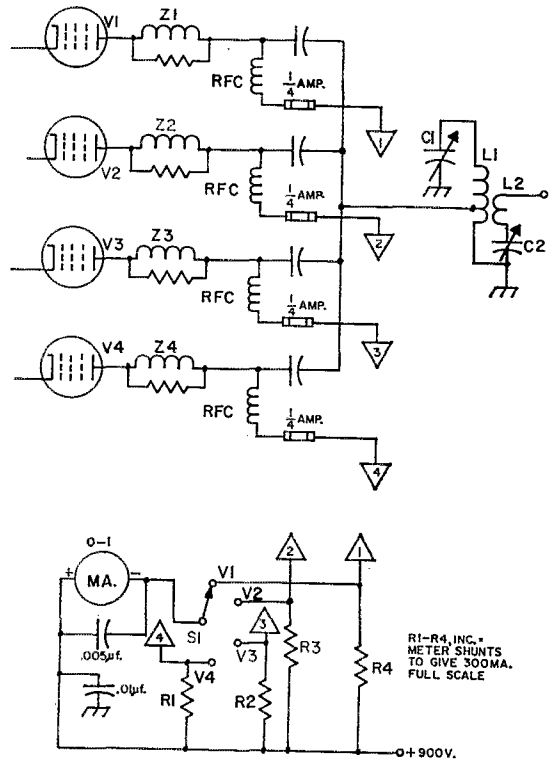 V1
Z1
RFC
1/4 AMP.
1
V2
Z2
RFC
1/4 AMP.
2
C1
L1
L2
C2
V3
Z3
RFC
1/4 AMP.
3
V4
Z4
RFC
1/4 AMP.
4
0-1
+ MA. -
.005µf.
.01µf.
S1
V1
V2
V3
V4
4
3
2
1
R1
R2
R3
R4
R1-R4, INC.=
METER SHUNTS
TO GIVE 300MA.
FULL SCALE
+900V.